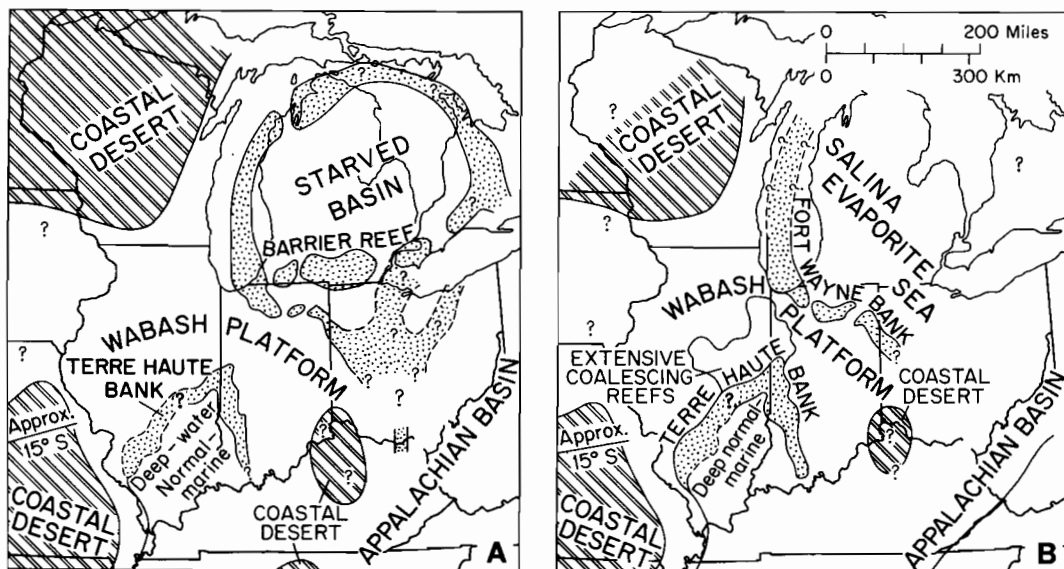 COASTAL
DESERT
?
STARVED
BASIN
BARRIER REEF
?
?
?
WABASH
PLATFORM
TERRE HAUTE
BANK
?
?
?
?
?
Deep-water
Normal-
marine
?
?
H
?
Approx.
15° S
COASTAL
DESERT
COASTAL
DESERT
APPALACHIAN BASIN
A
0 200 Miles
0 300 Km
?
COASTAL
DESERT
?
SALINA
EVAPORITE
SEA
FORT
WAYNE
BANK
WABASH
PLATFORM
?
EXTENSIVE
COALESCING
REEFS
TERRE HAUTE
BANK
?
Deep normal
marine
COASTAL
DESERT
?
?
Approx.
15° S
COASTAL
DESERT
APPALACHIAN BASIN
B